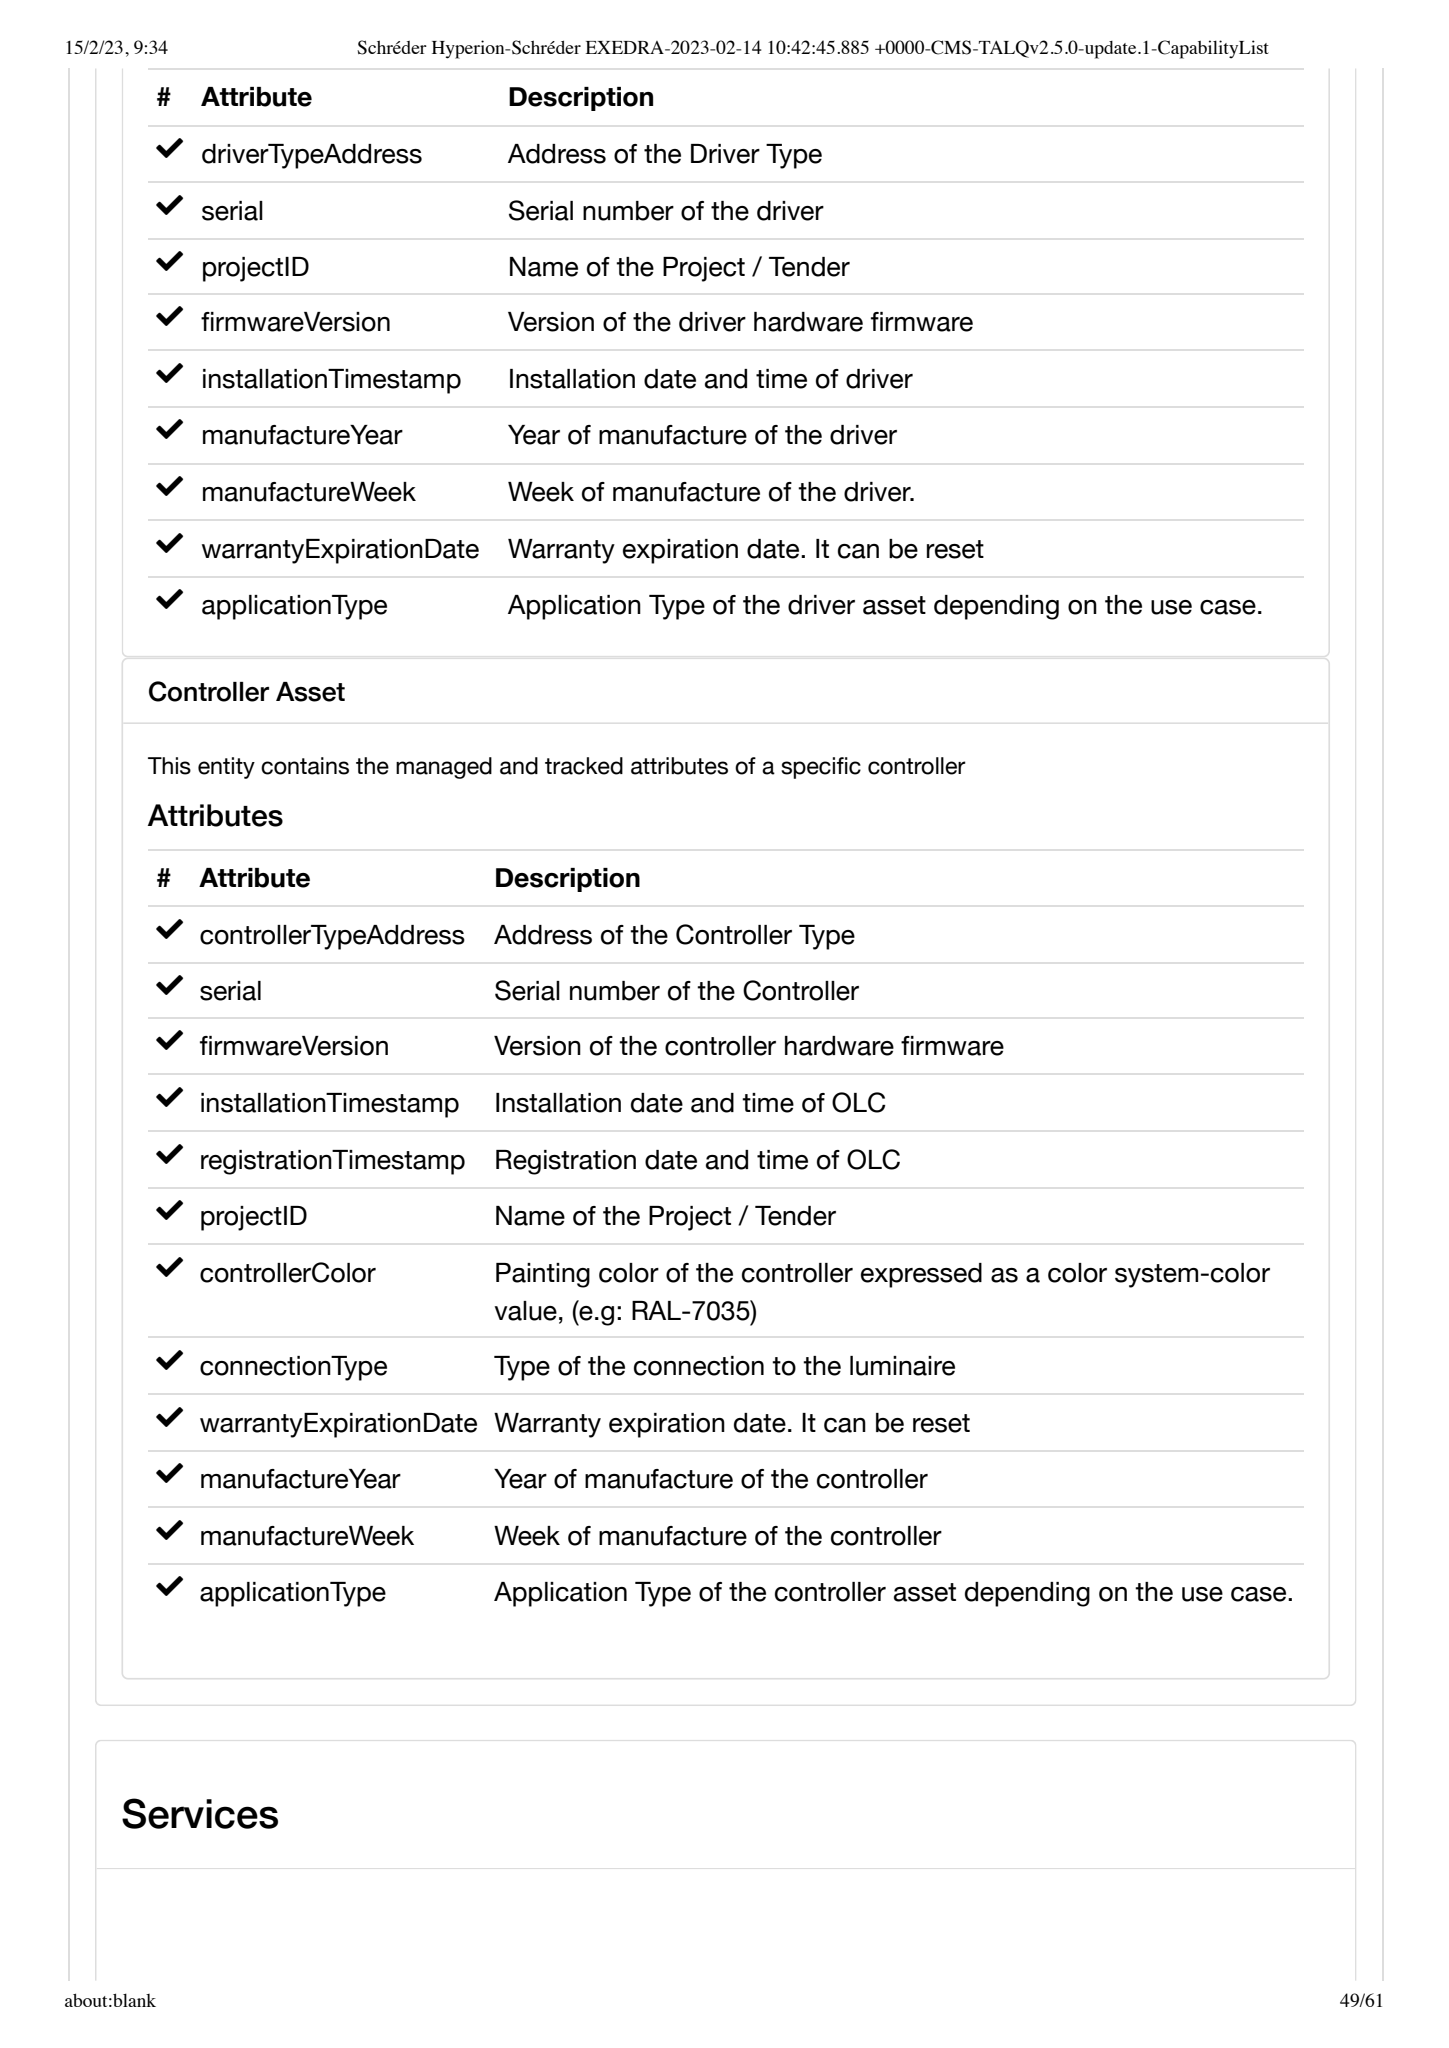 15/2/23, 9:34 Schréder Hyperion-Schréder EXEDRA-2023-02-14 10:42:45.885 +0000-CMS-TALQv2.5.0-update.1-CapabilityList
# Attribute Description
driverTypeAddress Address of the Driver Type
serial Serial number of the driver
projectID Name of the Project / Tender
firmwareVersion Version of the driver hardware firmware
installationTimestamp Installation date and time of driver
manufactureYear Year of manufacture of the driver
manufactureWeek Week of manufacture of the driver.
warrantyExpirationDate Warranty expiration date. It can be reset
applicationType Application Type of the driver asset depending on the use case.
Controller Asset
This entity contains the managed and tracked attributes of a specific controller
Attributes
# Attribute Description
controllerTypeAddress Address of the Controller Type
serial Serial number of the Controller
firmwareVersion Version of the controller hardware firmware
installationTimestamp Installation date and time of OLC
registrationTimestamp Registration date and time of OLC
projectID Name of the Project / Tender
controllerColor Painting color of the controller expressed as a color system-color
value, (e.g: RAL-7035)
connectionType Type of the connection to the luminaire
warrantyExpirationDate Warranty expiration date. It can be reset
manufactureYear Year of manufacture of the controller
manufactureWeek Week of manufacture of the controller
applicationType Application Type of the controller asset depending on the use case.
Services
about:blank 49/61